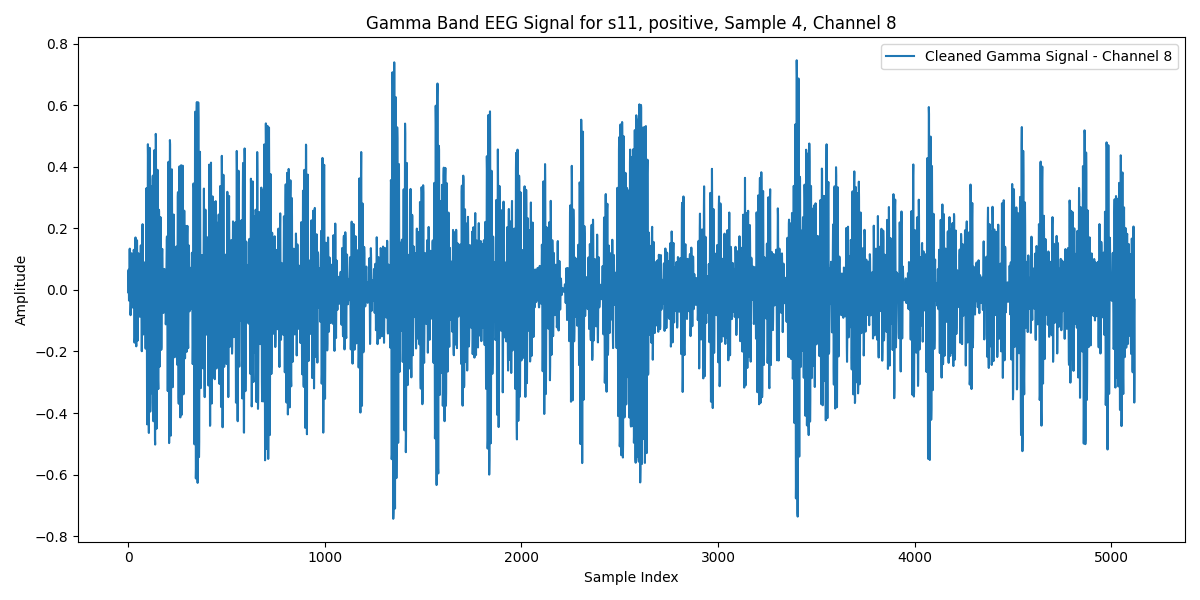 Gamma Band EEG Signal for s11, positive, Sample 4, Channel 8
Cleaned Gamma Signal - Channel 8
Amplitude
0.8
0.6
0.4
0.2
0.0
−0.2
−0.4
−0.6
−0.8
0 1000 2000 3000 4000 5000
Sample Index